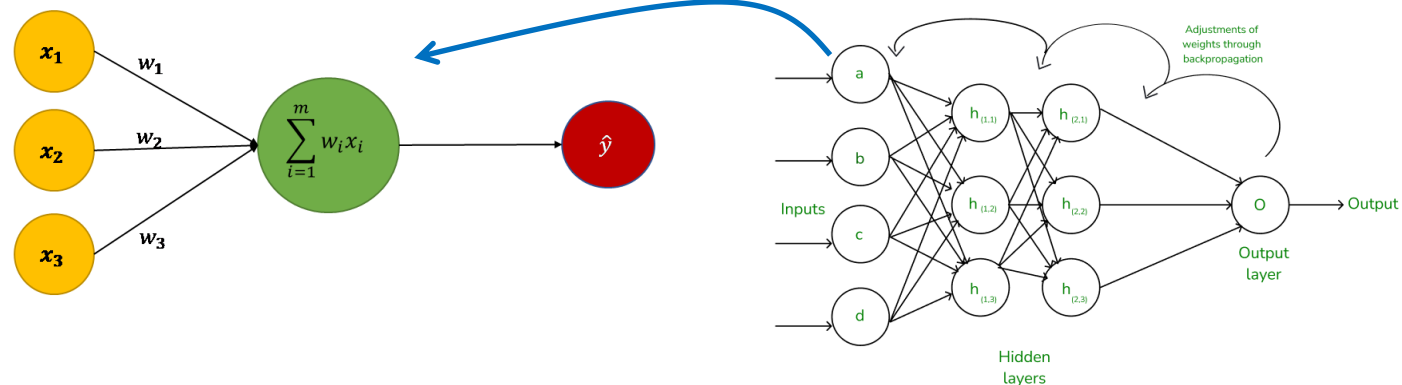 x₁
w₁
x₂
w₂
x₃
w₃
m
∑ wᵢxᵢ
i=1
ŷ
Adjustments of
weights through
backpropagation
Inputs
a
b
c
d
h (1,1)
h (1,2)
h (1,3)
h (2,1)
h (2,2)
h (2,3)
Hidden
layers
O
Output
layer
Output